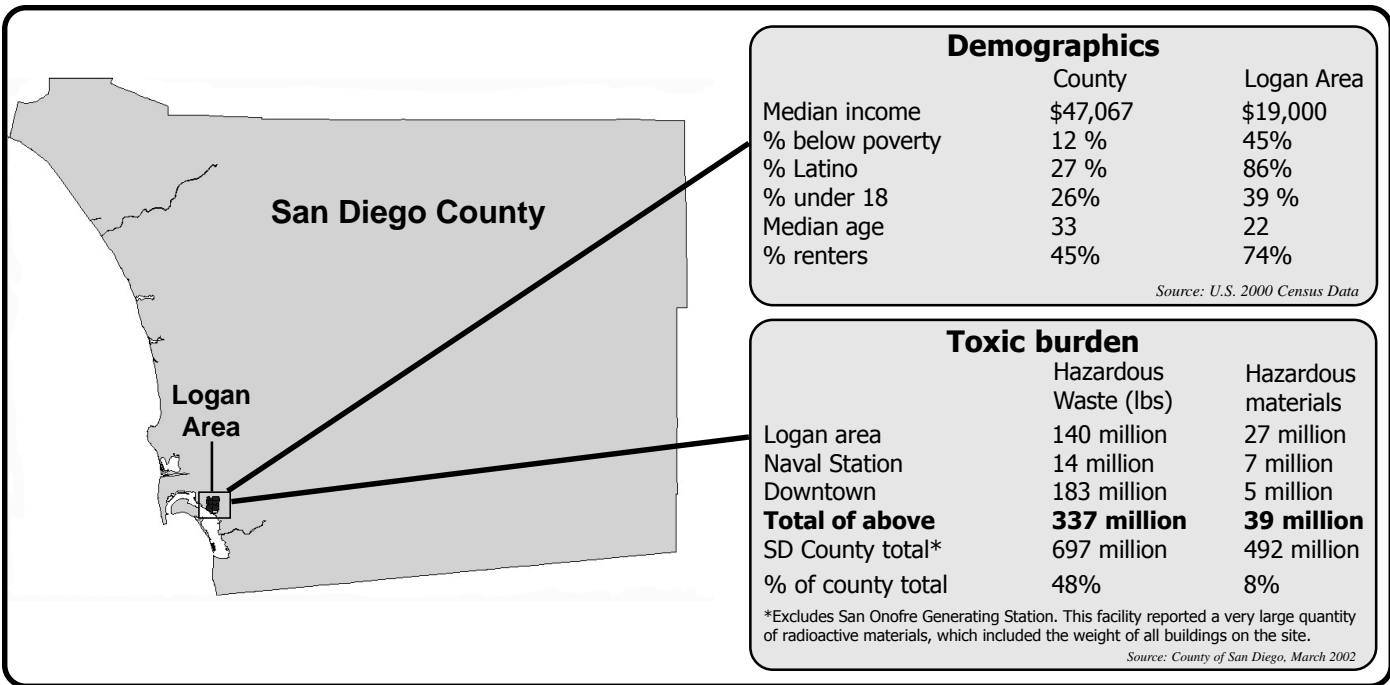 San Diego County
Logan
Area
Demographics
County Logan Area
Median income $47,067 $19,000
% below poverty 12 % 45%
% Latino 27 % 86%
% under 18 26% 39 %
Median age 33 22
% renters 45% 74%
Source: U.S. 2000 Census Data
Toxic burden
Hazardous Hazardous
Waste (lbs) materials
Logan area 140 million 27 million
Naval Station 14 million 7 million
Downtown 183 million 5 million
Total of above 337 million 39 million
SD County total* 697 million 492 million
% of county total 48% 8%
*Excludes San Onofre Generating Station. This facility reported a very large quantity
of radioactive materials, which included the weight of all buildings on the site.
Source: County of San Diego, March 2002